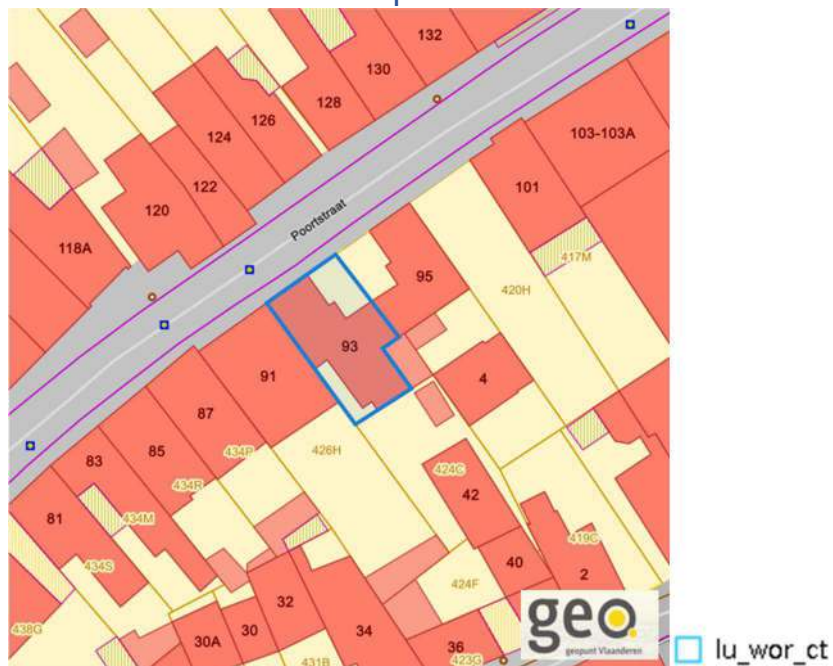 132
130
128
126
124
122
120
118A
103-103A
101
Poortstraat
417M
95
420H
93
91
4
87
85
434P
426H
83
434R
424C
42
81
434M
434S
40
419C
2
424F
32
30
30A
34
36
438G
431B
423G
geo
geopunt Vlaanderen
lu_wor_ct